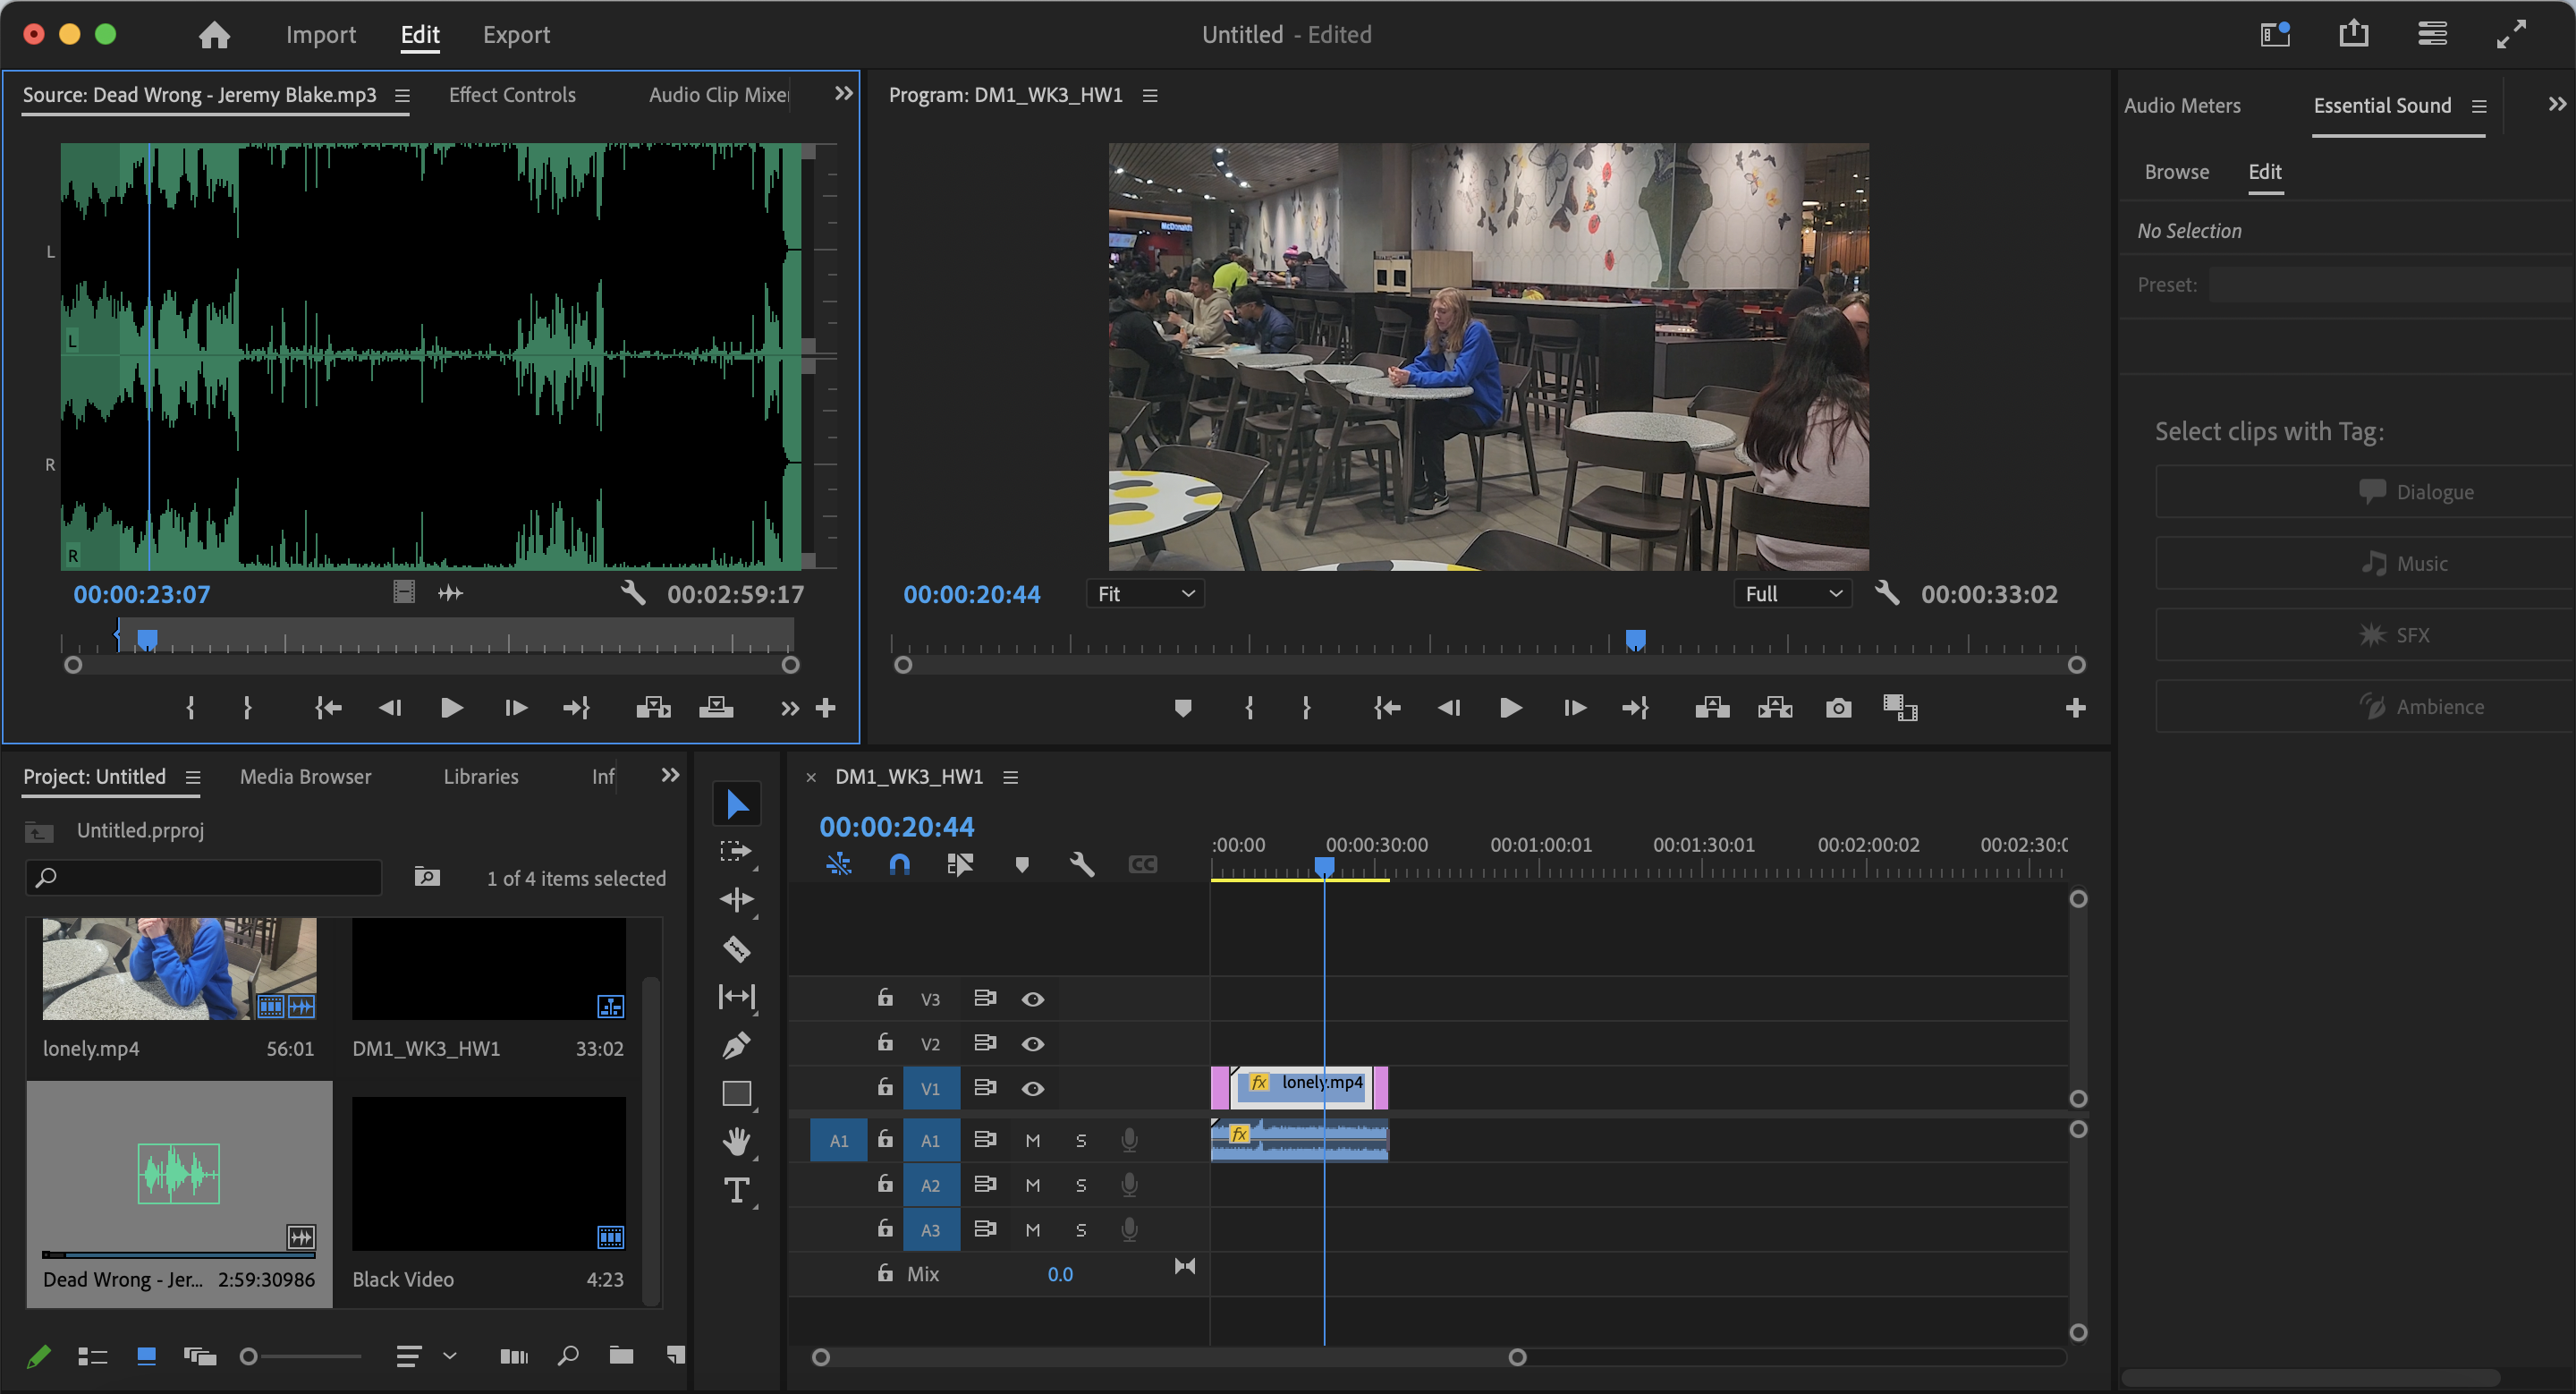 Import Edit Export
Untitled - Edited
Source: Dead Wrong - Jeremy Blake.mp3
Effect Controls
Audio Clip Mixer
Program: DM1_WK3_HW1
Audio Meters
Essential Sound
Browse Edit
No Selection
Preset:
Select clips with Tag:
Dialogue
Music
SFX
Ambience
L
L
R
R
McDonald's
00:00:23:07
00:02:59:17
00:00:20:44
Fit
Full
00:00:33:02
Project: Untitled
Media Browser
Libraries
Inf
Untitled.prproj
1 of 4 items selected
lonely.mp4 56:01
DM1_WK3_HW1 33:02
Dead Wrong - Jer... 2:59:30986
Black Video 4:23
T
DM1_WK3_HW1
00:00:20:44
CC
:00:00 00:00:30:00 00:01:00:01 00:01:30:01 00:02:00:02 00:02:30:0
V3
V2
V1
fx lonely.mp4
A1 A1 M S
fx
A2 M S
A3 M S
Mix 0.0